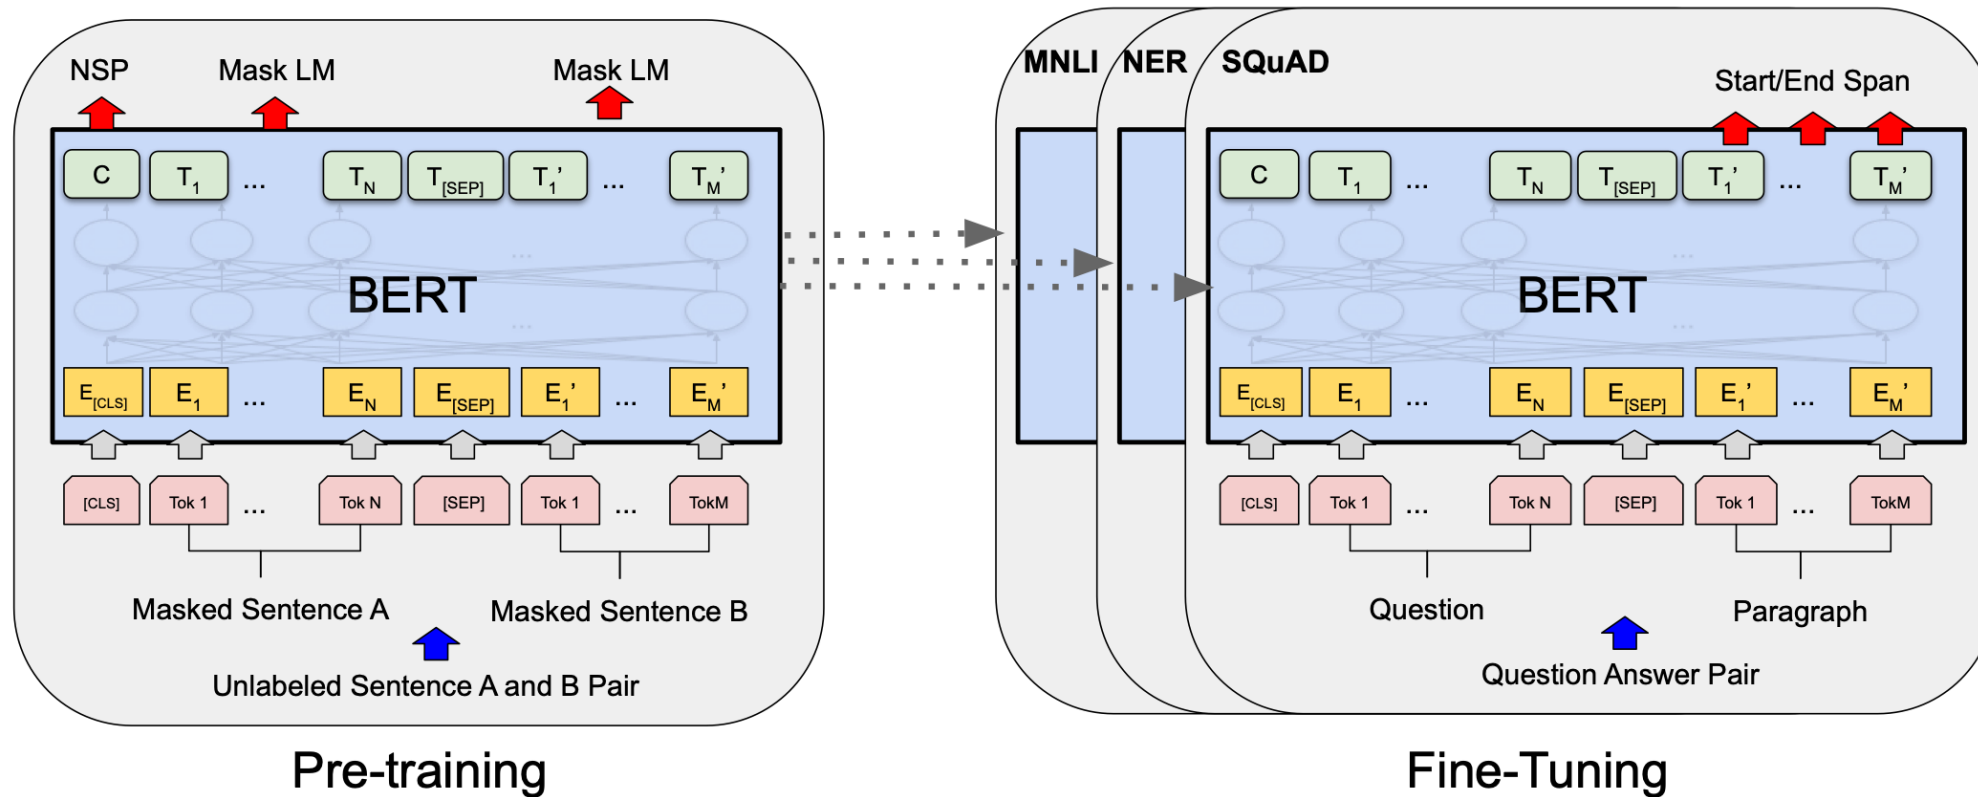 NSP Mask LM Mask LM
C T1 ... TN T[SEP] T1' ... TM'
...
BERT
...
E[CLS] E1 ... EN E[SEP] E1' ... EM'
[CLS] Tok 1 ... Tok N [SEP] Tok 1 ... TokM
Masked Sentence A Masked Sentence B
Unlabeled Sentence A and B Pair
Pre-training
MNLI NER SQuAD
Start/End Span
C T1 ... TN T[SEP] T1' ... TM'
...
BERT
...
E[CLS] E1 ... EN E[SEP] E1' ... EM'
[CLS] Tok 1 ... Tok N [SEP] Tok 1 ... TokM
Question Paragraph
Question Answer Pair
Fine-Tuning